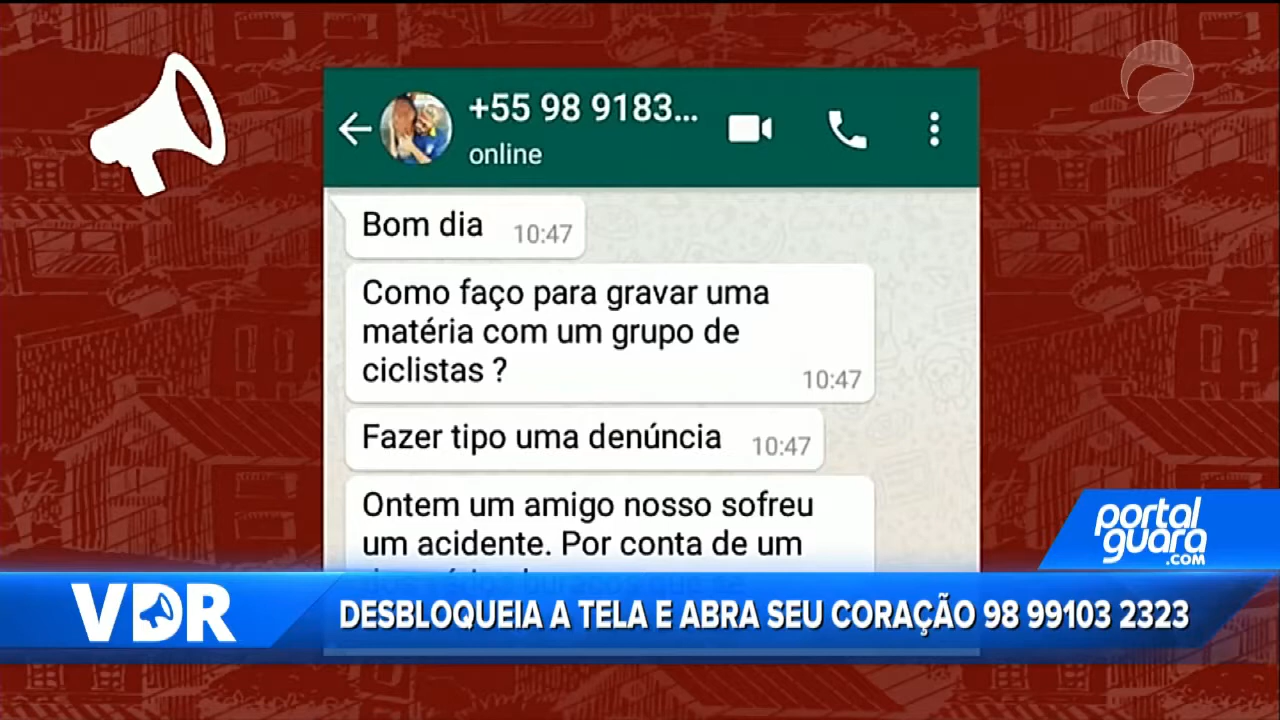 +55 98 9183...
online
Bom dia 10:47
Como faço para gravar uma
matéria com um grupo de
ciclistas ? 10:47
Fazer tipo uma denúncia 10:47
Ontem um amigo nosso sofreu
um acidente. Por conta de um
portal
guara
.COM
VDR
DESBLOQUEIA A TELA E ABRA SEU CORAÇÃO 98 99103 2323